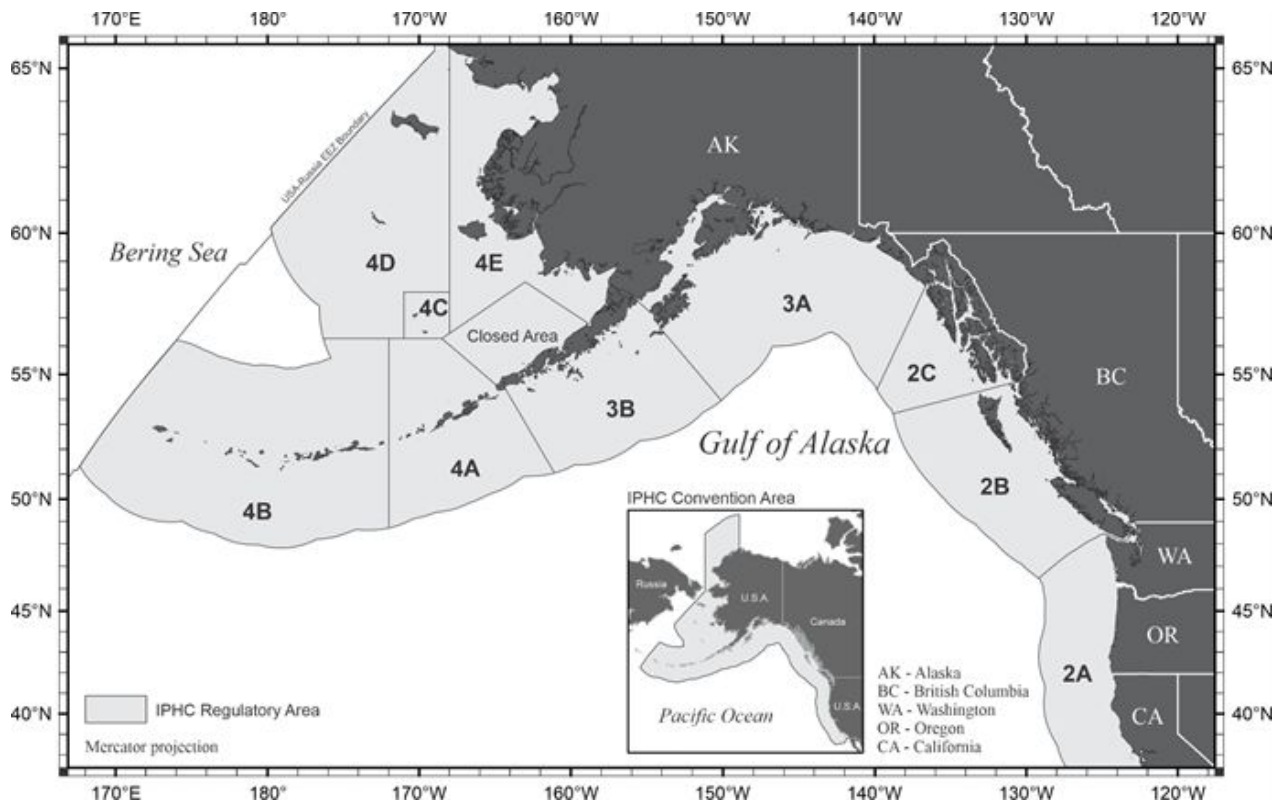 170°E 180° 170°W 160°W 150°W 140°W 130°W 120°W
65°N 65°N
USA-Russia EEZ Boundary
AK
60°N 60°N
Bering Sea
4D
4E
4C
3A
Closed Area
55°N 55°N
2C
BC
3B
Gulf of Alaska
4A
2B
50°N 50°N
4B
IPHC Convention Area
WA
Russia
U.S.A.
Canada
45°N 45°N
OR
2A
AK - Alaska
BC - British Columbia
WA - Washington
OR - Oregon
CA - California
U.S.A
Pacific Ocean
CA
IPHC Regulatory Area
40°N 40°N
Mercator projection
170°E 180° 170°W 160°W 150°W 140°W 130°W 120°W